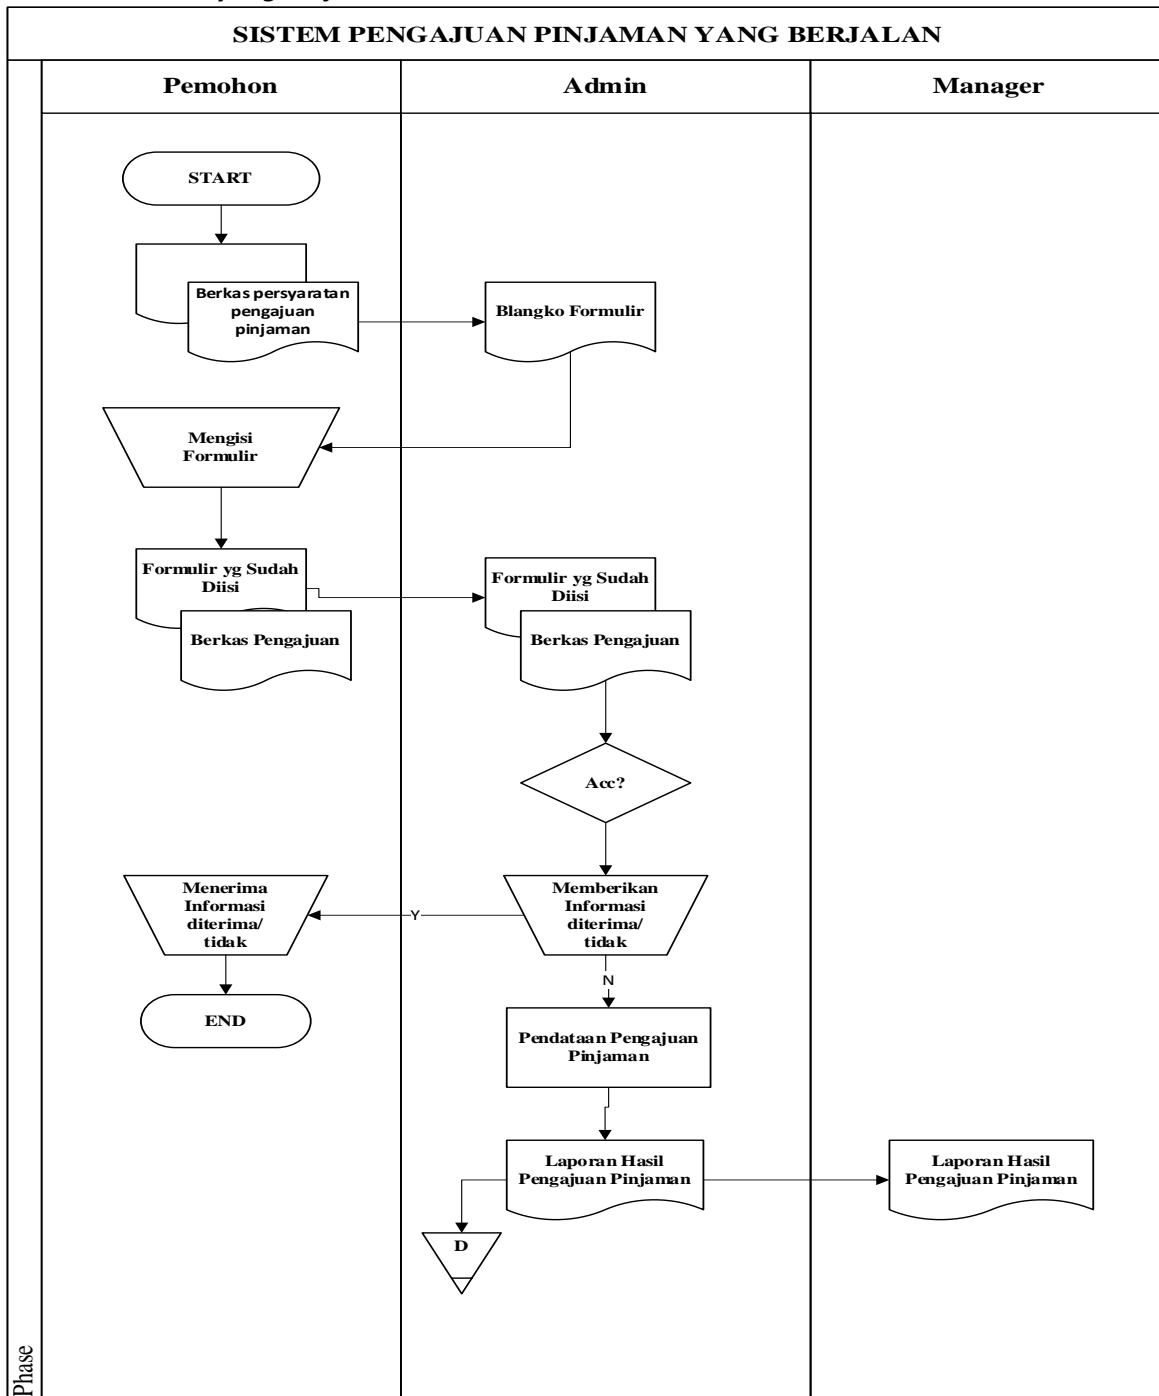 SISTEM PENGAJUAN PINJAMAN YANG BERJALAN
Pemohon
Admin
Manager
START
Berkas persyaratan
pengajuan
pinjaman
Blangko Formulir
Mengisi
Formulir
Formulir yg Sudah
Diisi
Berkas Pengajuan
Formulir yg Sudah
Diisi
Berkas Pengajuan
Acc?
Menerima
Informasi
diterima/
tidak
Y
Memberikan
Informasi
diterima/
tidak
N
END
Pendataan Pengajuan
Pinjaman
Laporan Hasil
Pengajuan Pinjaman
Laporan Hasil
Pengajuan Pinjaman
D
Phase